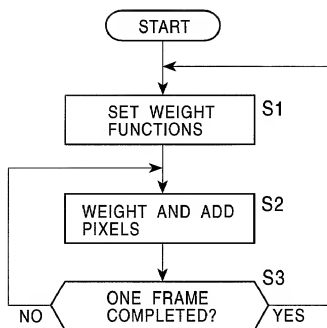 START
SET WEIGHT
FUNCTIONS
S1
WEIGHT AND ADD
PIXELS
S2
S3
ONE FRAME
COMPLETED?
NO
YES